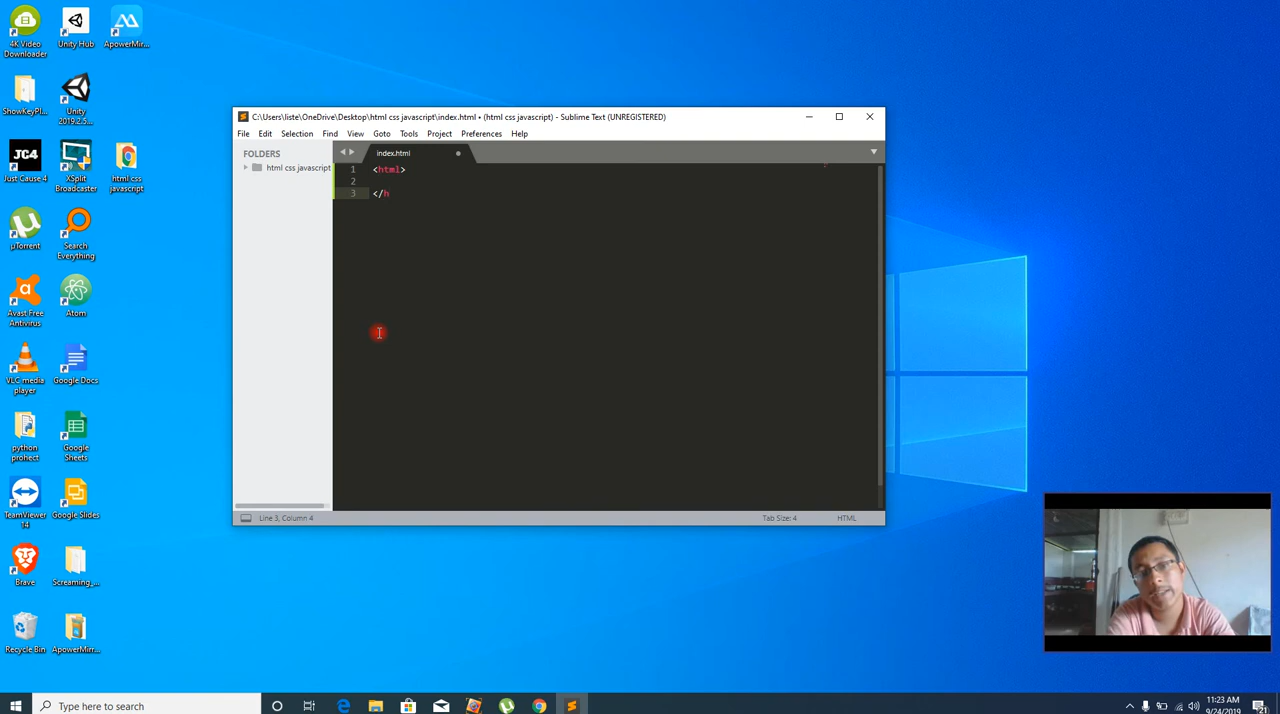 4K Video
Downloader
Unity Hub
ApowerMir...
ShowKeyPl...
Unity
2019.2.5...
JC4
Just Cause 4
XSplit
Broadcaster
html css
javascript
µTorrent
Search
Everything
Avast Free
Antivirus
Atom
VLC media
player
Google Docs
python
prohect
Google
Sheets
TeamViewer
14
Google Slides
Brave
Screaming_...
Recycle Bin
ApowerMirr...
C:\Users\liste\OneDrive\Desktop\html css javascript\index.html • (html css javascript) - Sublime Text (UNREGISTERED)
File Edit Selection Find View Goto Tools Project Preferences Help
FOLDERS
html css javascript
index.html
1 <html>
2
3 </h
Line 3, Column 4
Tab Size: 4
HTML
Type here to search
11:23 AM
9/24/2019
21